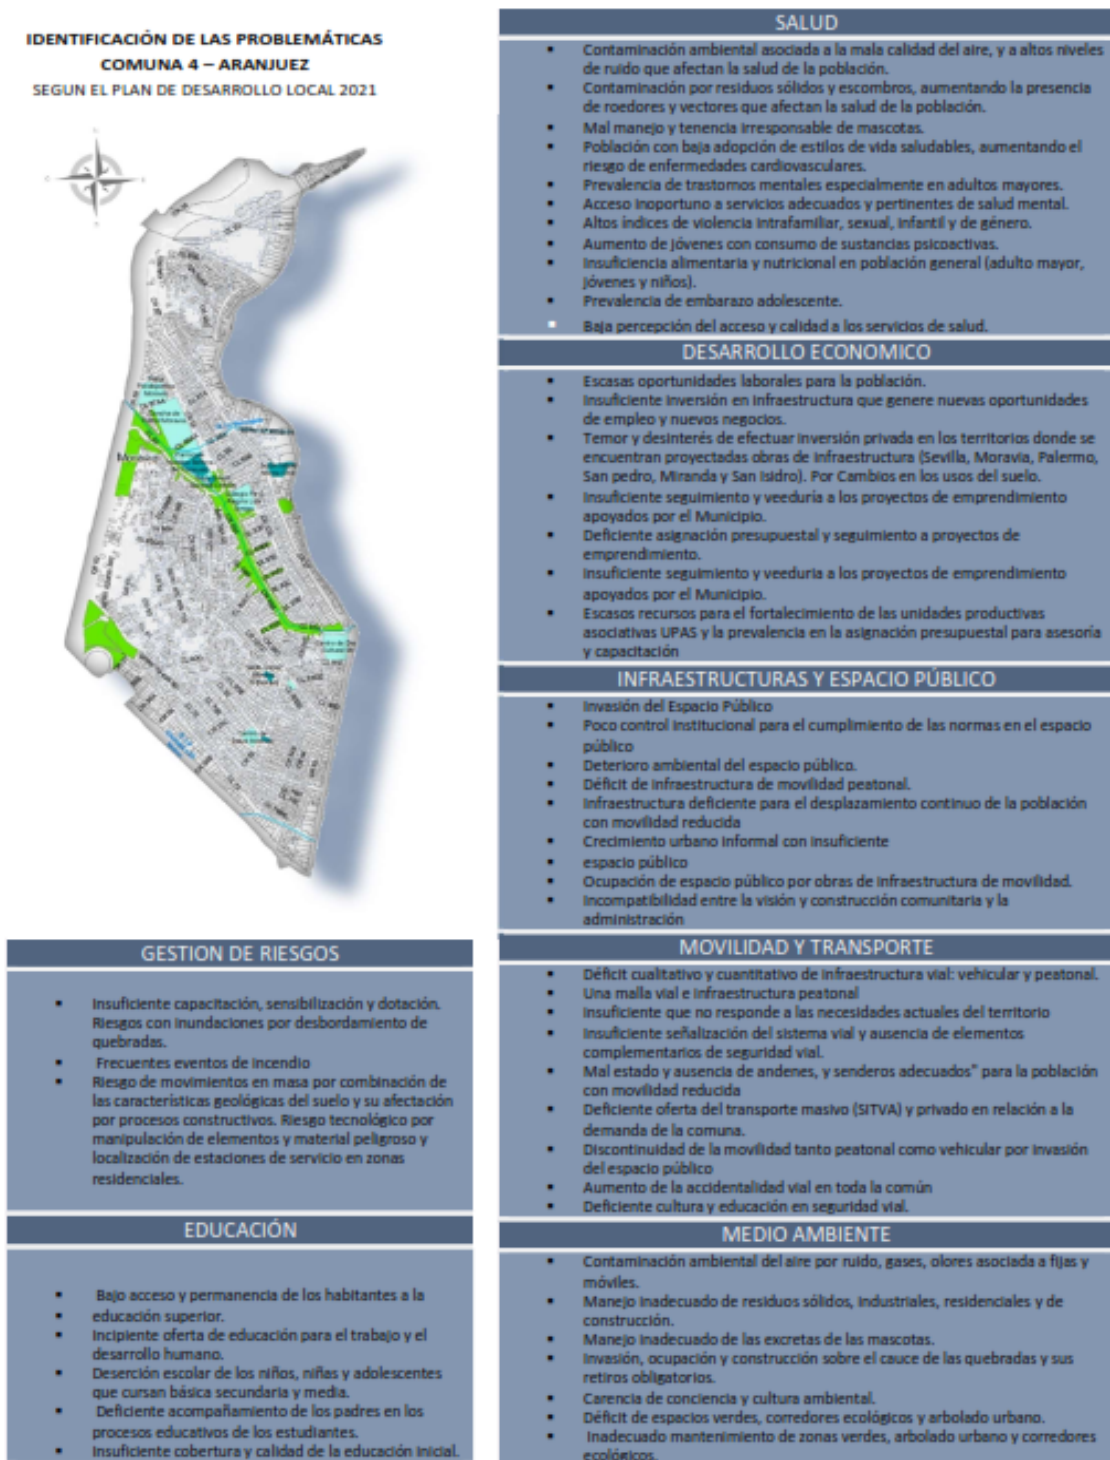 IDENTIFICACIÓN DE LAS PROBLEMÁTICAS
COMUNA 4 – ARANJUEZ
SEGUN EL PLAN DE DESARROLLO LOCAL 2021
Moravia
GESTION DE RIESGOS
▪ Insuficiente capacitación, sensibilización y dotación.
Riesgos con inundaciones por desbordamiento de
quebradas.
▪ Frecuentes eventos de incendio
▪ Riesgo de movimientos en masa por combinación de
las características geológicas del suelo y su afectación
por procesos constructivos. Riesgo tecnológico por
manipulación de elementos y material peligroso y
localización de estaciones de servicio en zonas
residenciales.
EDUCACIÓN
▪ Bajo acceso y permanencia de los habitantes a la
▪ educación superior.
▪ Incipiente oferta de educación para el trabajo y el
desarrollo humano.
▪ Deserción escolar de los niños, niñas y adolescentes
que cursan básica secundaria y media.
▪ Deficiente acompañamiento de los padres en los
procesos educativos de los estudiantes.
▪ Insuficiente cobertura y calidad de la educación inicial.
SALUD
▪ Contaminación ambiental asociada a la mala calidad del aire, y a altos niveles
de ruido que afectan la salud de la población.
▪ Contaminación por residuos sólidos y escombros, aumentando la presencia
de roedores y vectores que afectan la salud de la población.
▪ Mal manejo y tenencia irresponsable de mascotas.
▪ Población con baja adopción de estilos de vida saludables, aumentando el
riesgo de enfermedades cardiovasculares.
▪ Prevalencia de trastornos mentales especialmente en adultos mayores.
▪ Acceso inoportuno a servicios adecuados y pertinentes de salud mental.
▪ Altos índices de violencia intrafamiliar, sexual, infantil y de género.
▪ Aumento de jóvenes con consumo de sustancias psicoactivas.
▪ Insuficiencia alimentaria y nutricional en población general (adulto mayor,
jóvenes y niños).
▪ Prevalencia de embarazo adolescente.
▪ Baja percepción del acceso y calidad a los servicios de salud.
DESARROLLO ECONOMICO
▪ Escasas oportunidades laborales para la población.
▪ Insuficiente inversión en infraestructura que genere nuevas oportunidades
de empleo y nuevos negocios.
▪ Temor y desinterés de efectuar inversión privada en los territorios donde se
encuentran proyectadas obras de infraestructura (Sevilla, Moravia, Palermo,
San pedro, Miranda y San Isidro). Por Cambios en los usos del suelo.
▪ Insuficiente seguimiento y veeduría a los proyectos de emprendimiento
apoyados por el Municipio.
▪ Deficiente asignación presupuestal y seguimiento a proyectos de
emprendimiento.
▪ Insuficiente seguimiento y veeduria a los proyectos de emprendimiento
apoyados por el Municipio.
▪ Escasos recursos para el fortalecimiento de las unidades productivas
asociativas UPAS y la prevalencia en la asignación presupuestal para asesoría
y capacitación
INFRAESTRUCTURAS Y ESPACIO PÚBLICO
▪ Invasión del Espacio Público
▪ Poco control institucional para el cumplimiento de las normas en el espacio
público
▪ Deterioro ambiental del espacio público.
▪ Déficit de infraestructura de movilidad peatonal.
▪ Infraestructura deficiente para el desplazamiento continuo de la población
con movilidad reducida
▪ Crecimiento urbano informal con insuficiente
▪ espacio público
▪ Ocupación de espacio público por obras de infraestructura de movilidad.
▪ Incompatibilidad entre la visión y construcción comunitaria y la
administración
MOVILIDAD Y TRANSPORTE
▪ Déficit cualitativo y cuantitativo de infraestructura vial: vehicular y peatonal.
▪ Una malla vial e infraestructura peatonal
▪ Insuficiente que no responde a las necesidades actuales del territorio
▪ Insuficiente señalización del sistema vial y ausencia de elementos
complementarios de seguridad vial.
▪ Mal estado y ausencia de andenes, y senderos adecuados" para la población
con movilidad reducida
▪ Deficiente oferta del transporte masivo (SITVA) y privado en relación a la
demanda de la comuna.
▪ Discontinuidad de la movilidad tanto peatonal como vehicular por invasión
del espacio público
▪ Aumento de la accidentalidad vial en toda la común
▪ Deficiente cultura y educación en seguridad vial.
MEDIO AMBIENTE
▪ Contaminación ambiental del aire por ruido, gases, olores asociada a fijas y
móviles.
▪ Manejo inadecuado de residuos sólidos, industriales, residenciales y de
construcción.
▪ Manejo inadecuado de las excretas de las mascotas.
▪ Invasión, ocupación y construcción sobre el cauce de las quebradas y sus
retiros obligatorios.
▪ Carencia de conciencia y cultura ambiental.
▪ Déficit de espacios verdes, corredores ecológicos y arbolado urbano.
▪ Inadecuado mantenimiento de zonas verdes, arbolado urbano y corredores
ecológicos.